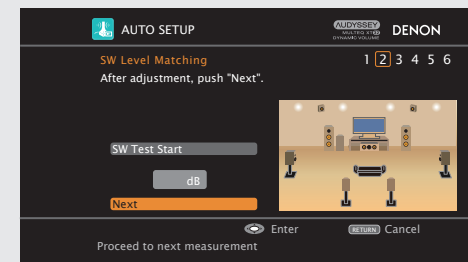 AUTO SETUP
AUDYSSEY
MULTEQ XT32
DYNAMIC VOLUME
DENON
SW Level Matching
1 2 3 4 5 6
After adjustment, push "Next".
SW Test Start
dB
Next
Enter
RETURN Cancel
Proceed to next measurement